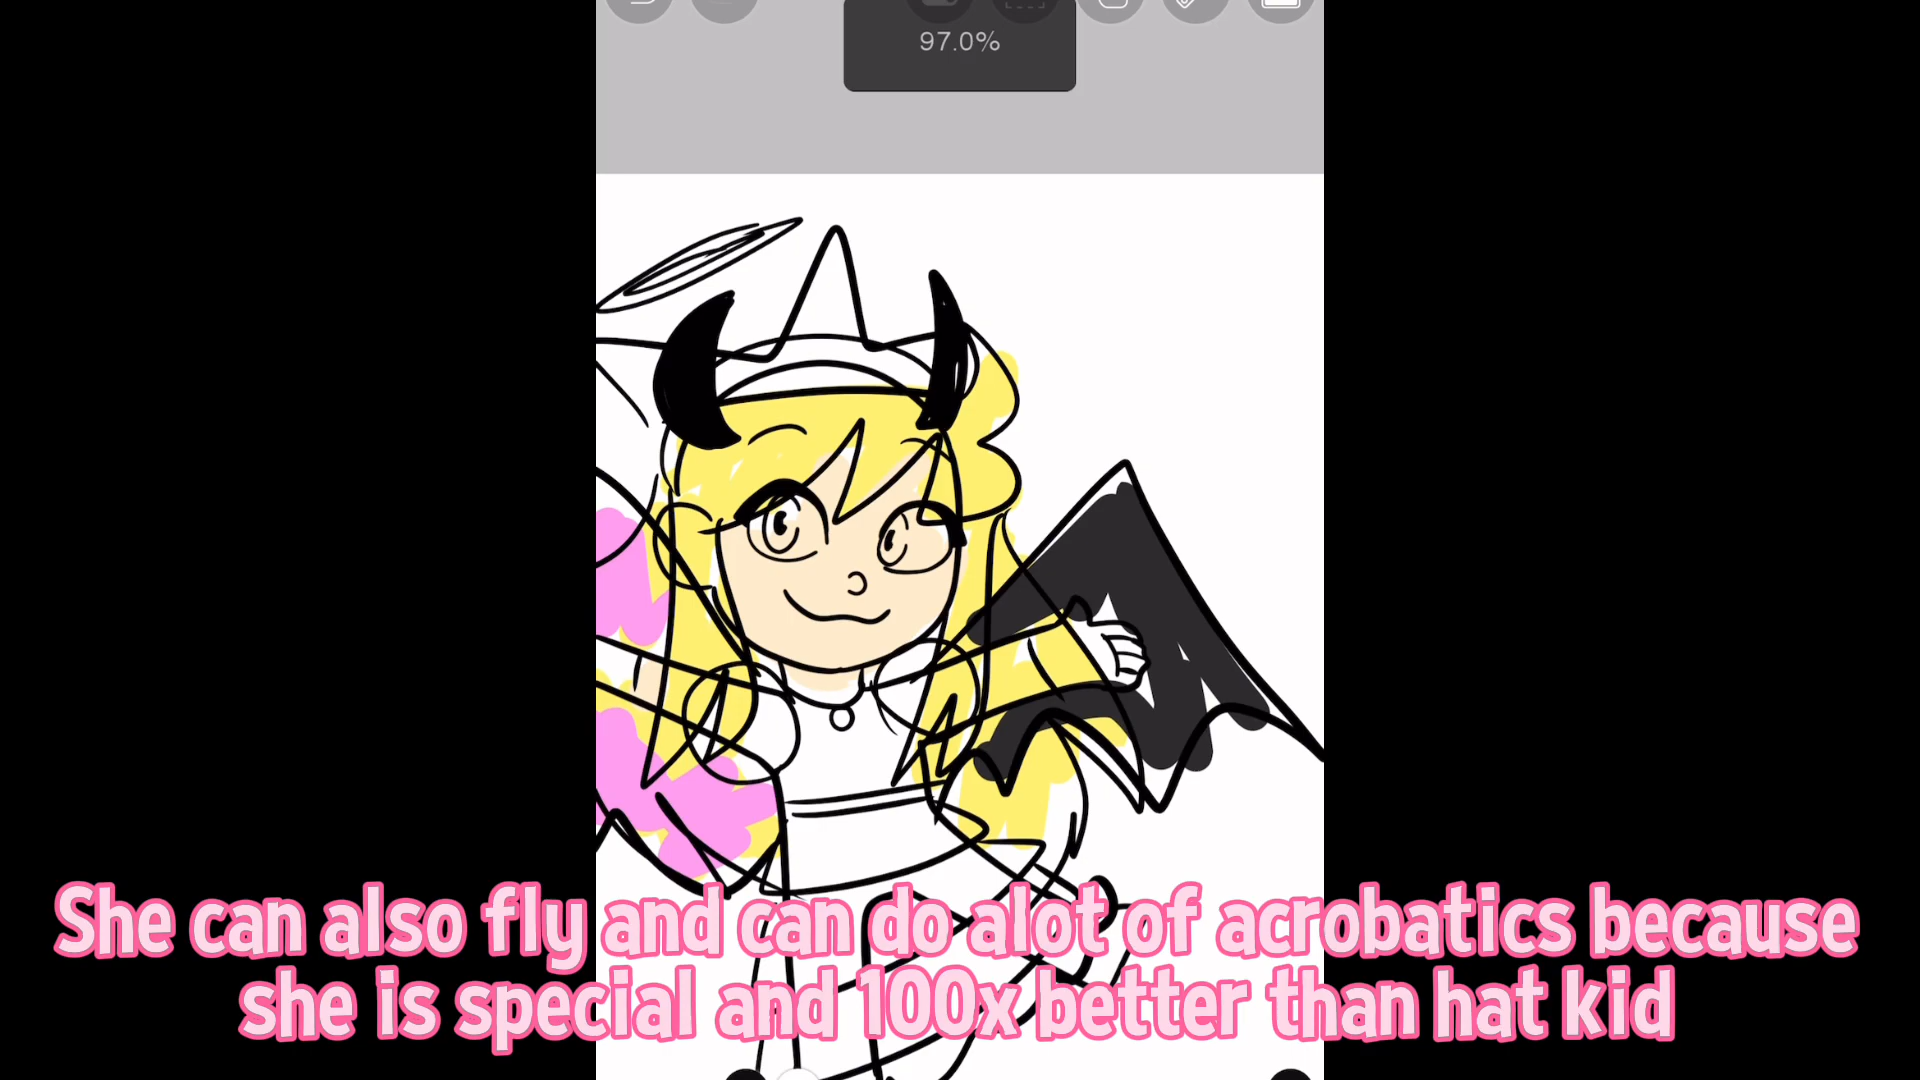 97.0%
She can also fly and can do alot of acrobatics because
she is special and 100x better than hat kid